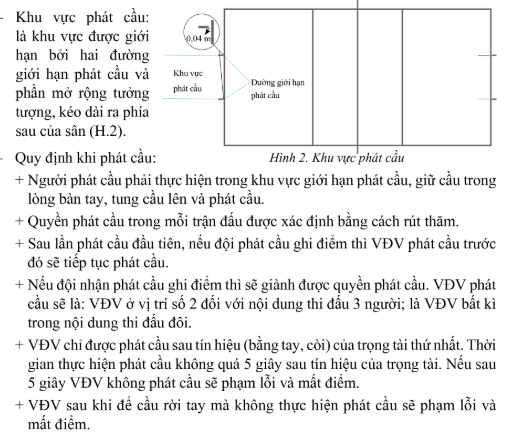 - Khu vực phát cầu:
là khu vực được giới
hạn bởi hai đường
giới hạn phát cầu và
phần mở rộng tưởng
tượng, kéo dài ra phía
sau của sân (H.2).
0,04 m
Khu vực
phát cầu
Đường giới hạn
phát cầu
Hình 2. Khu vực phát cầu
- Quy định khi phát cầu:
+ Người phát cầu phải thực hiện trong khu vực giới hạn phát cầu, giữ cầu trong
lòng bàn tay, tung cầu lên và phát cầu.
+ Quyền phát cầu trong mỗi trận đấu được xác định bằng cách rút thăm.
+ Sau lần phát cầu đầu tiên, nếu đội phát cầu ghi điểm thì VĐV phát cầu trước
đó sẽ tiếp tục phát cầu.
+ Nếu đội nhận phát cầu ghi điểm thì sẽ giành được quyền phát cầu. VĐV phát
cầu sẽ là: VĐV ở vị trí số 2 đối với nội dung thi đấu 3 người; là VĐV bất kì
trong nội dung thi đấu đôi.
+ VĐV chỉ được phát cầu sau tín hiệu (bằng tay, còi) của trọng tài thứ nhất. Thời
gian thực hiện phát cầu không quá 5 giây sau tín hiệu của trọng tài. Nếu sau
5 giây VĐV không phát cầu sẽ phạm lỗi và mất điểm.
+ VĐV sau khi để cầu rời tay mà không thực hiện phát cầu sẽ phạm lỗi và
mất điểm.